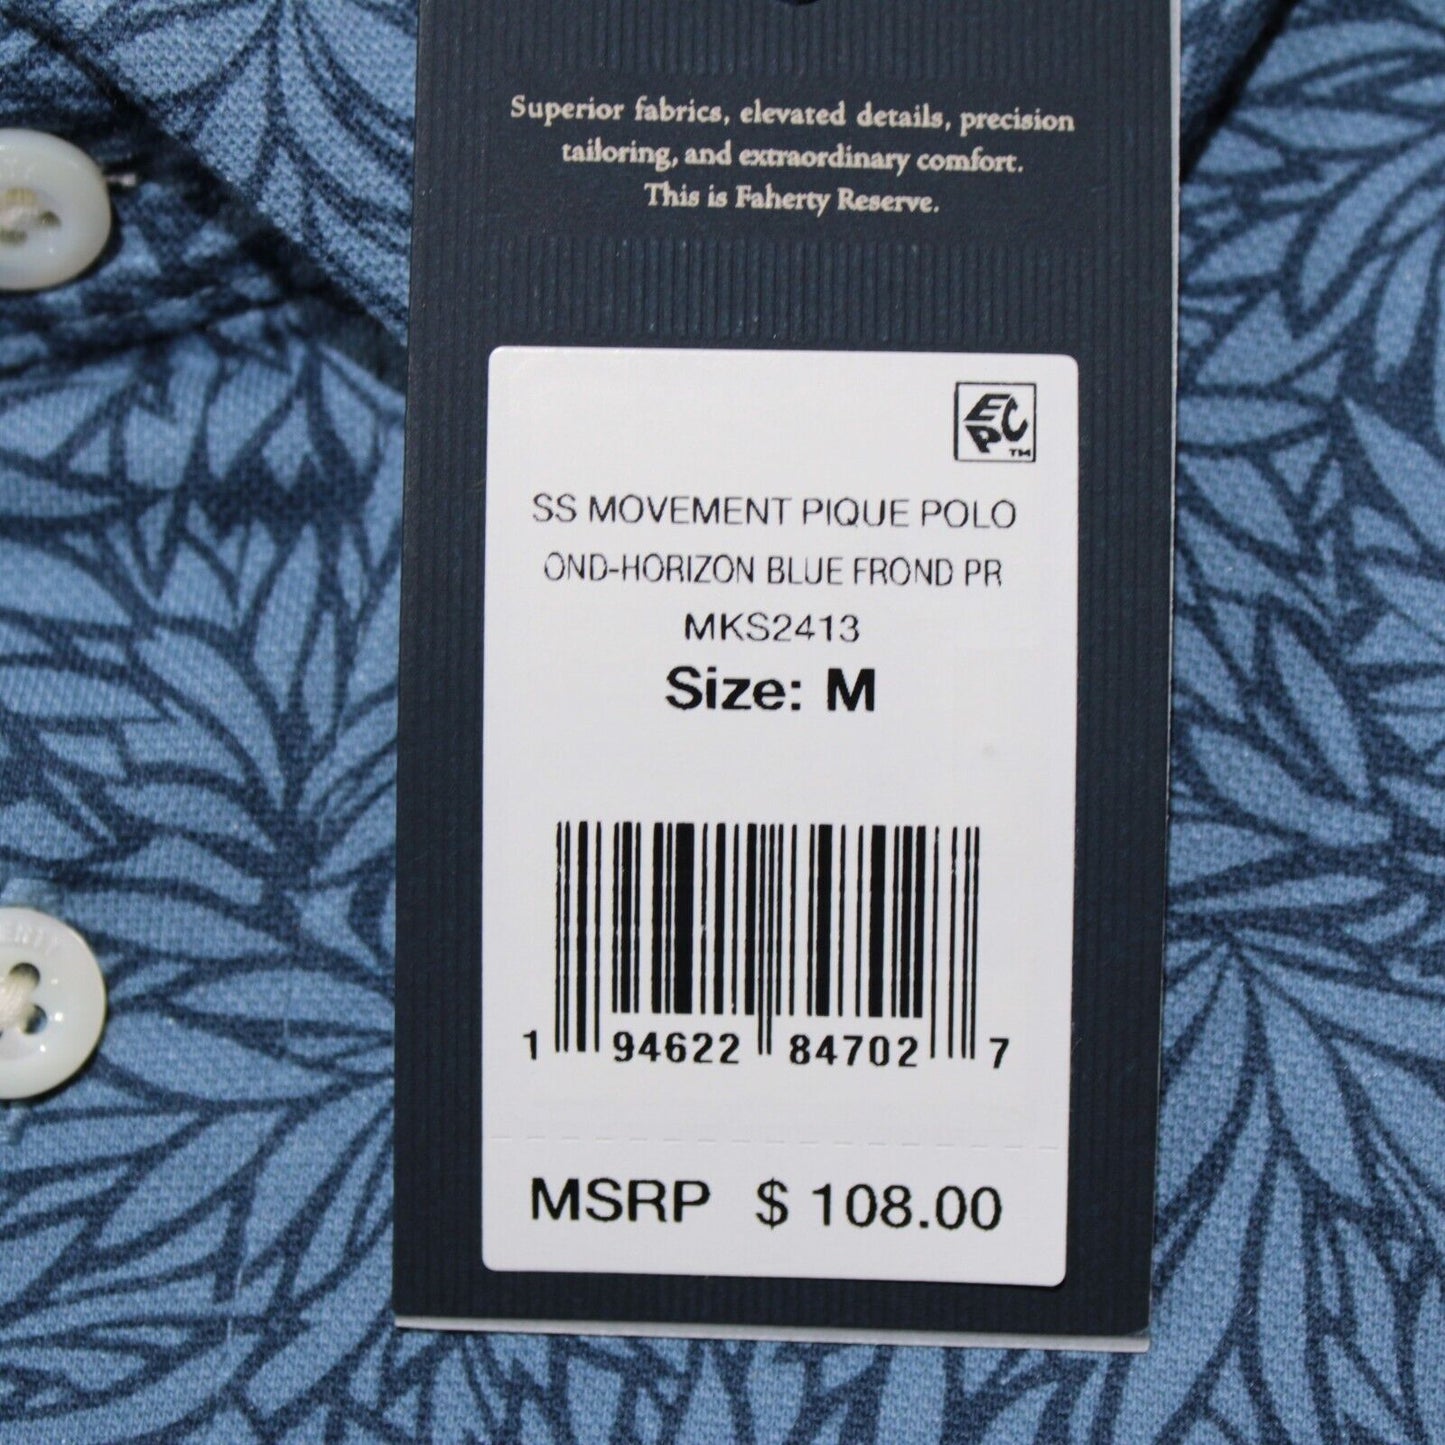 Superior fabrics, elevated details, precision
tailoring, and extraordinary comfort.
This is Faherty Reserve.
EPC™
SS MOVEMENT PIQUE POLO
OND-HORIZON BLUE FROND PR
MKS2413
Size: M
1 94622 84702 7
MSRP $ 108.00